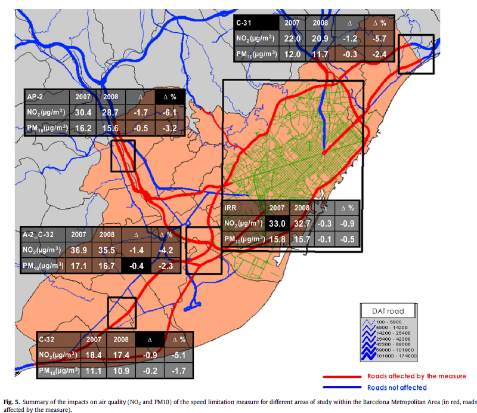 C-31 2007 2008 Δ Δ %
NO₂(µg/m³) 22.0 20.9 -1.2 -5.7
PM₁₀(µg/m³) 12.0 11.7 -0.3 -2.4
AP-2 2007 2008 Δ Δ %
NO₂(µg/m³) 30.4 28.7 -1.7 -6.1
PM₁₀(µg/m³) 16.2 15.6 -0.5 -3.2
IRR 2007 2008 Δ Δ %
NO₂(µg/m³) 33.0 32.7 -0.3 -0.9
PM₁₀(µg/m³) 15.8 15.7 -0.1 -0.5
A-2_C-32 2007 2008 Δ Δ %
NO₂(µg/m³) 36.9 35.5 -1.4 -4.2
PM₁₀(µg/m³) 17.1 16.7 -0.4 -2.3
C-32 2007 2008 Δ Δ %
NO₂(µg/m³) 18.4 17.4 -0.9 -5.1
PM₁₀(µg/m³) 11.1 10.9 -0.2 -1.7
DAT road
Roads affected by the measure
Roads not affected
Fig. 5. Summary of the impacts on air quality (NO₂ and PM10) of the speed limitation measure for different areas of study within the Barcelona Metropolitan Area (in red, roads
affected by the measure).